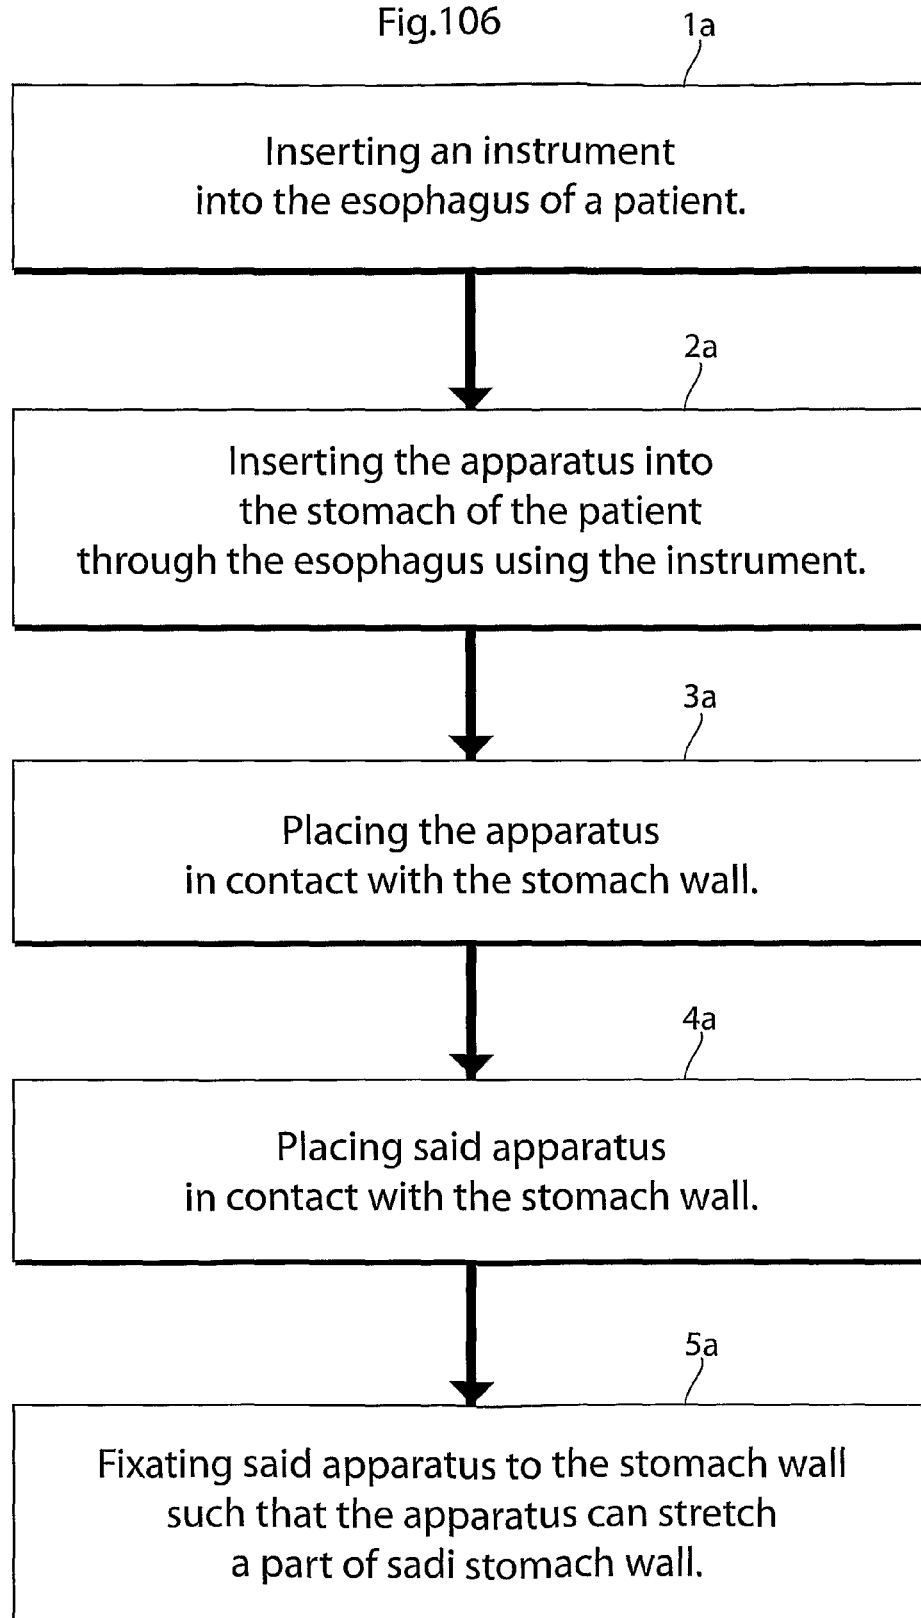 Fig.106
1a
Inserting an instrument
into the esophagus of a patient.
2a
Inserting the apparatus into
the stomach of the patient
through the esophagus using the instrument.
3a
Placing the apparatus
in contact with the stomach wall.
4a
Placing said apparatus
in contact with the stomach wall.
5a
Fixating said apparatus to the stomach wall
such that the apparatus can stretch
a part of sadi stomach wall.